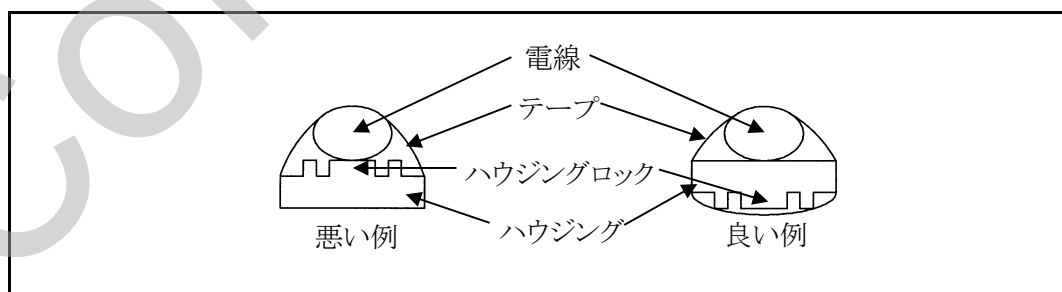 電線
テープ
ハウジングロック
ハウジング
悪い例
良い例